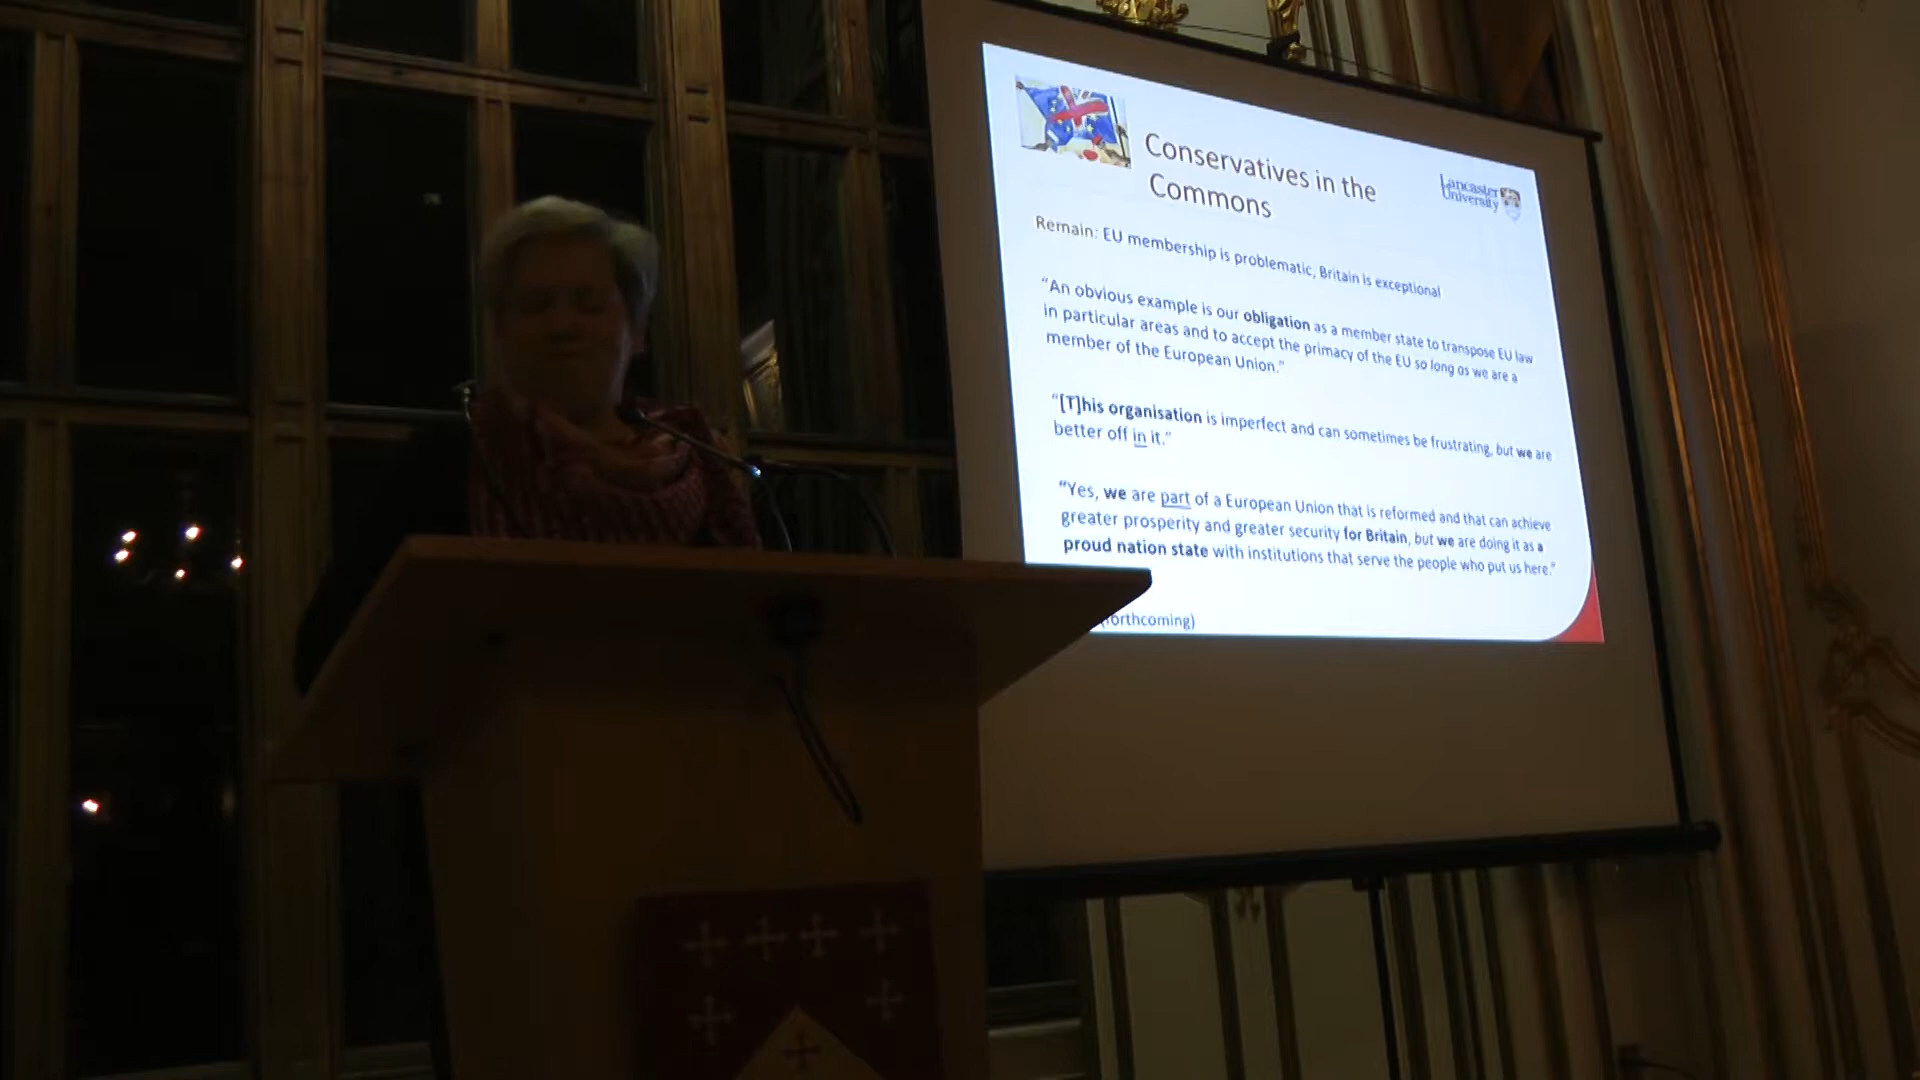 Conservatives in the
Commons
Lancaster
University
Remain: EU membership is problematic, Britain is exceptional
“An obvious example is our obligation as a member state to transpose EU law
in particular areas and to accept the primacy of the EU so long as we are a
member of the European Union.”
“[T]his organisation is imperfect and can sometimes be frustrating, but we are
better off in it.”
“Yes, we are part of a European Union that is reformed and that can achieve
greater prosperity and greater security for Britain, but we are doing it as a
proud nation state with institutions that serve the people who put us here.”
(forthcoming)